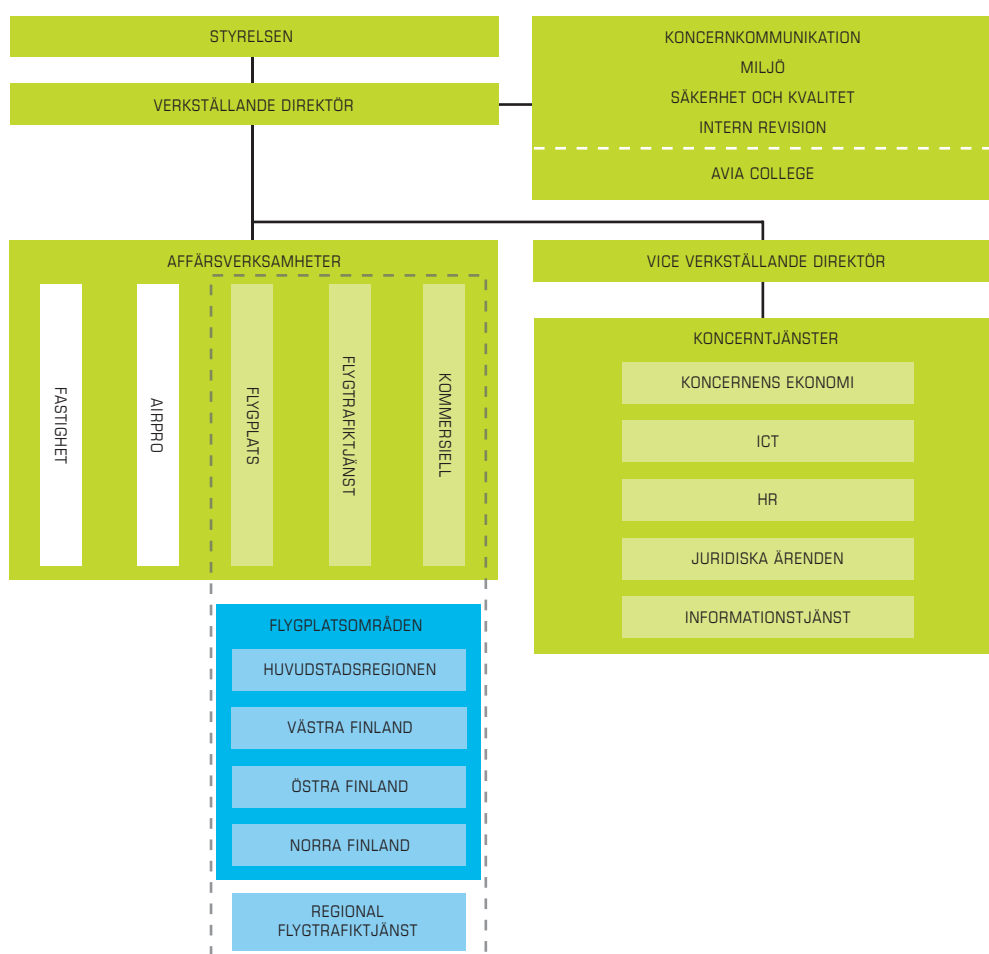 STYRELSEN
VERKSTÄLLANDE DIREKTÖR
KONCERNKOMMUNIKATION
MILJÖ
SÄKERHET OCH KVALITET
INTERN REVISION
AVIA COLLEGE
AFFÄRSVERKSAMHETER
FASTIGHET
AIRPRO
FLYGPLATS
FLYGTRAFIKTJÄNST
KOMMERSIELL
VICE VERKSTÄLLANDE DIREKTÖR
KONCERNTJÄNSTER
KONCERNENS EKONOMI
ICT
HR
JURIDISKA ÄRENDEN
INFORMATIONSTJÄNST
FLYGPLATSOMRÅDEN
HUVUDSTADSREGIONEN
VÄSTRA FINLAND
ÖSTRA FINLAND
NORRA FINLAND
REGIONAL
FLYGTRAFIKTJÄNST